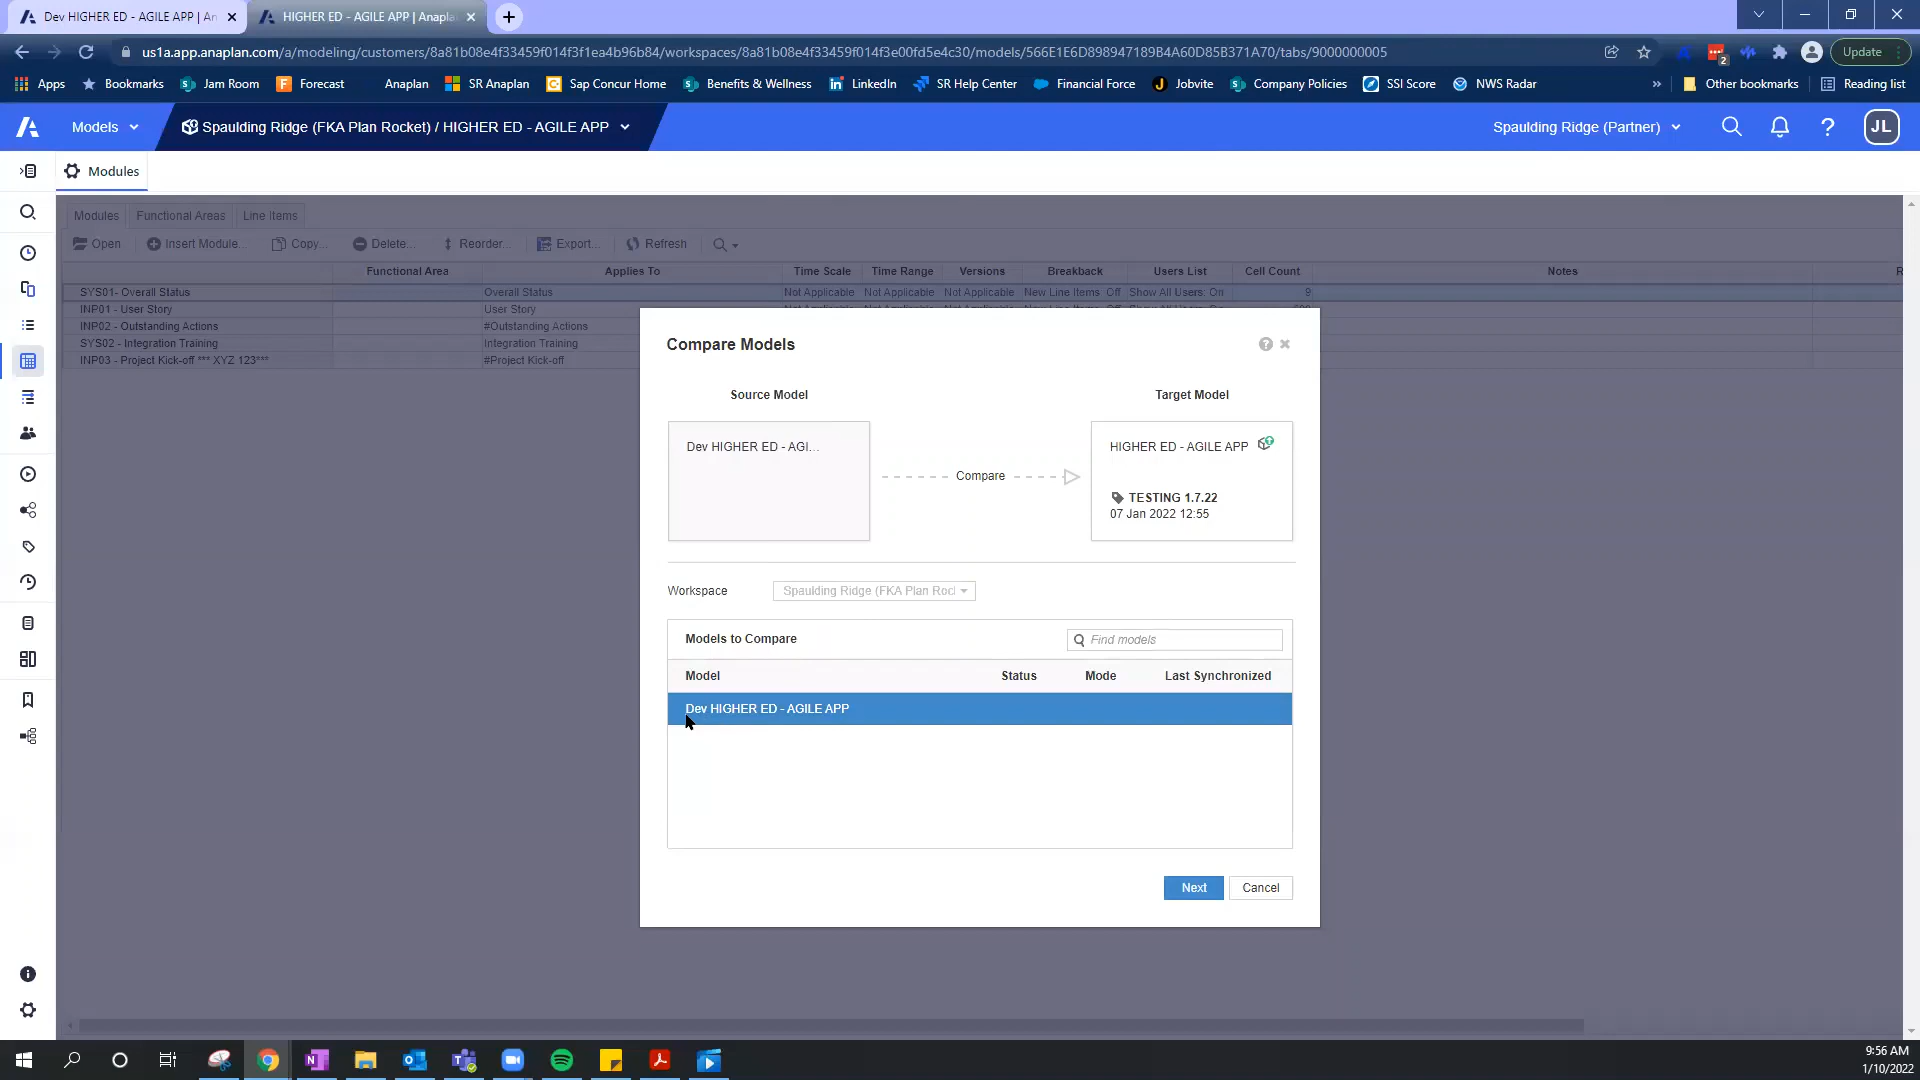 Dev HIGHER ED - AGILE APP | An
HIGHER ED - AGILE APP | Anaplan
us1a.app.anaplan.com/a/modeling/customers/8a81b08e4f33459f014f3f1ea4b96b84/workspaces/8a81b08e4f33459f014f3e00fd5e4c30/models/566E1E6D898947189B4A60D85B371A70/tabs/9000000005
2
Update
Apps Bookmarks Jam Room Forecast Anaplan SR Anaplan Sap Concur Home Benefits & Wellness LinkedIn SR Help Center Financial Force Jobvite Company Policies SSI Score NWS Radar » Other bookmarks Reading list
Models Spaulding Ridge (FKA Plan Rocket) / HIGHER ED - AGILE APP Spaulding Ridge (Partner) ? JL
Modules
Modules Functional Areas Line Items
Open Insert Module... Copy... Delete... Reorder... Export... Refresh
Functional Area Applies To Time Scale Time Range Versions Breakback Users List Cell Count Notes R
SYS01- Overall Status Overall Status Not Applicable Not Applicable Not Applicable New Line Items Off Show All Users: On 9
INP01 - User Story User Story
INP02 - Outstanding Actions #Outstanding Actions
SYS02 - Integration Training Integration Training
INP03 - Project Kick-off *** XYZ 123*** #Project Kick-off
Compare Models
Source Model Target Model
Dev HIGHER ED - AGI... HIGHER ED - AGILE APP
Compare
TESTING 1.7.22
07 Jan 2022 12:55
Workspace Spaulding Ridge (FKA Plan Roc
Models to Compare Find models
Model Status Mode Last Synchronized
Dev HIGHER ED - AGILE APP
Next Cancel
9:56 AM
1/10/2022